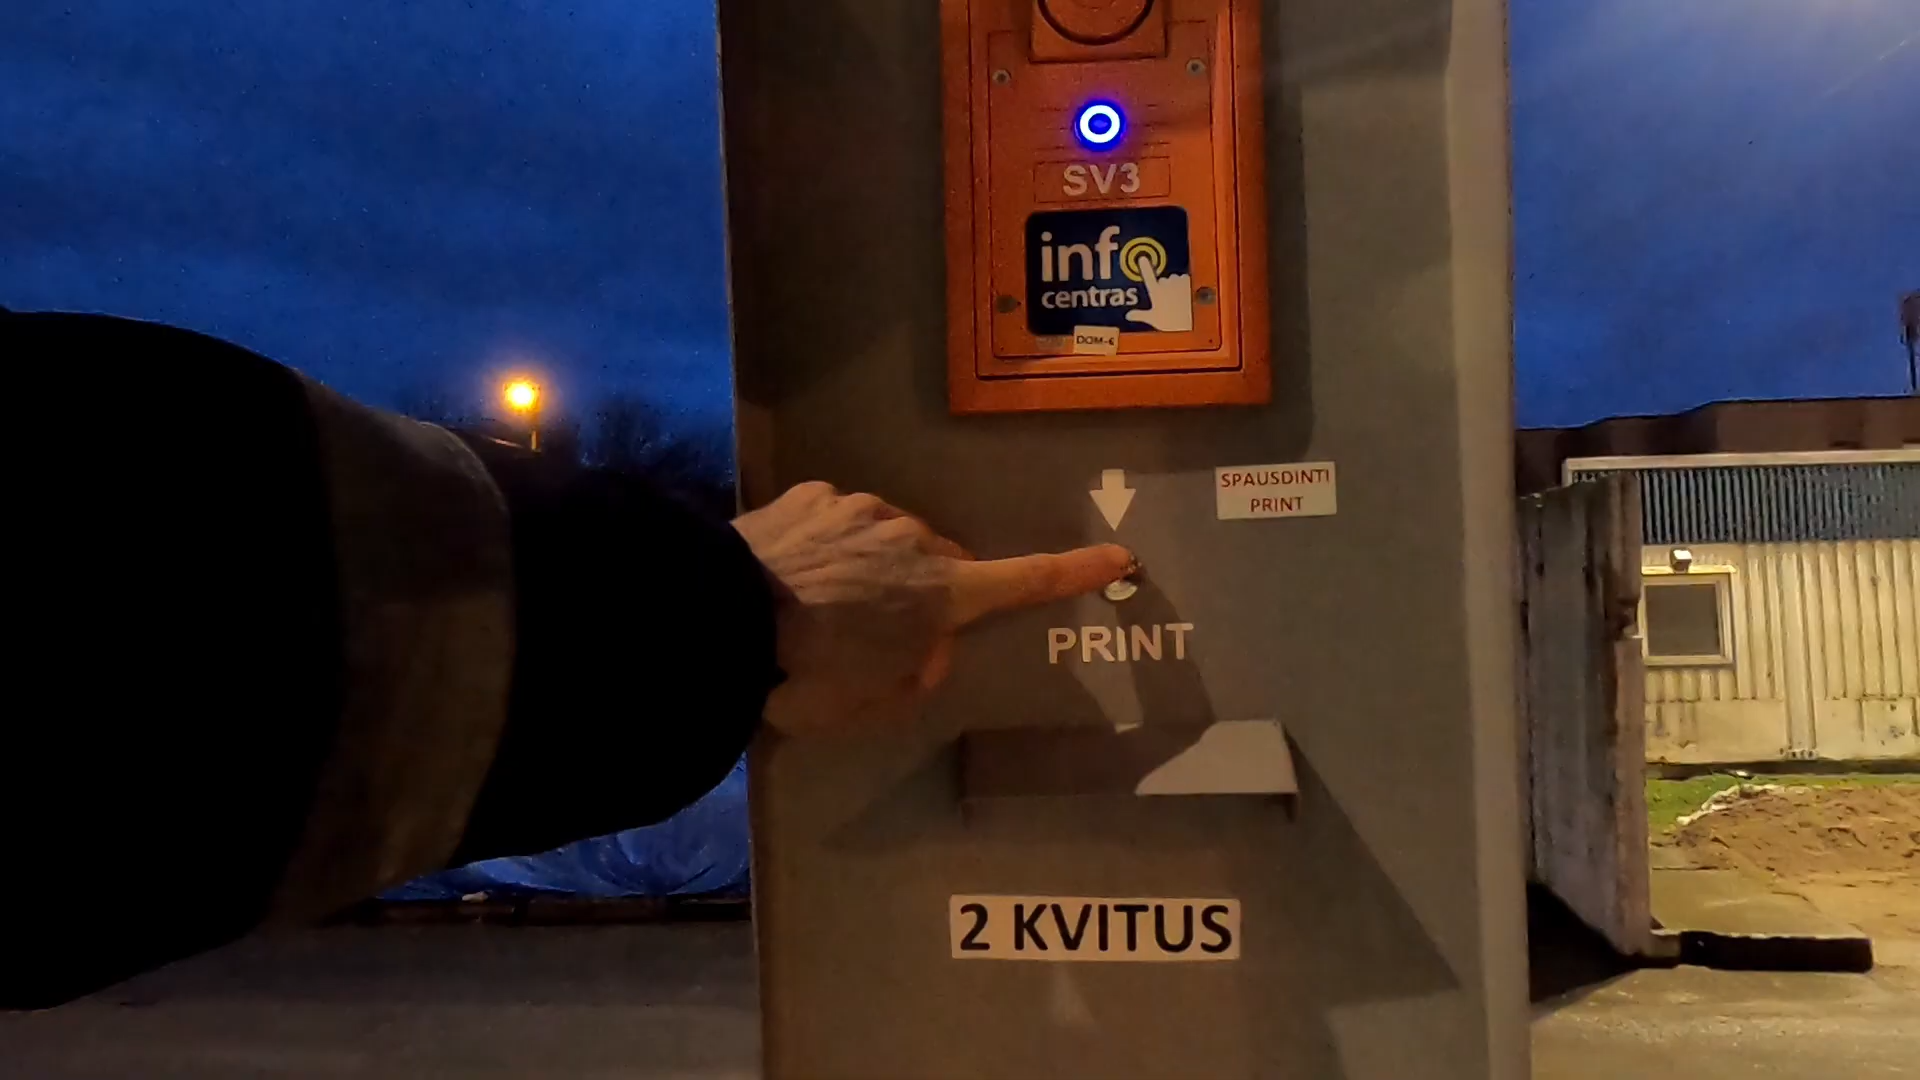 SV3
info
centras
DOM-6
SPAUSDINTI
PRINT
PRINT
2 KVITUS